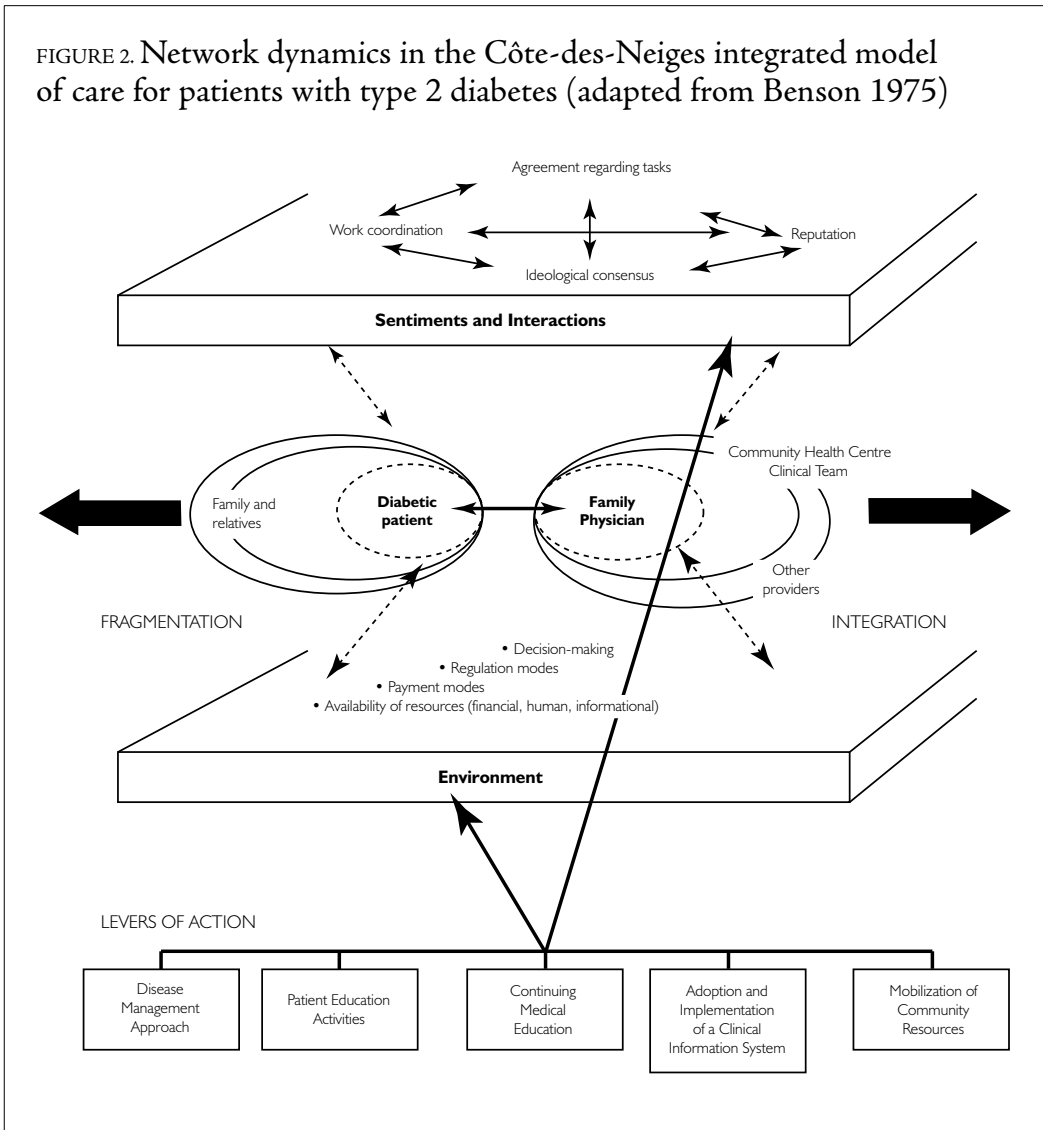 FIGURE 2. Network dynamics in the Côte-des-Neiges integrated model
of care for patients with type 2 diabetes (adapted from Benson 1975)
Agreement regarding tasks
Work coordination
Reputation
Ideological consensus
Sentiments and Interactions
Community Health Centre
Clinical Team
Family and
relatives
Diabetic
patient
Family
Physician
Other
providers
FRAGMENTATION
INTEGRATION
• Decision-making
• Regulation modes
• Payment modes
• Availability of resources (financial, human, informational)
Environment
LEVERS OF ACTION
Disease
Management
Approach
Patient Education
Activities
Continuing
Medical
Education
Adoption and
Implementation
of a Clinical
Information System
Mobilization of
Community
Resources